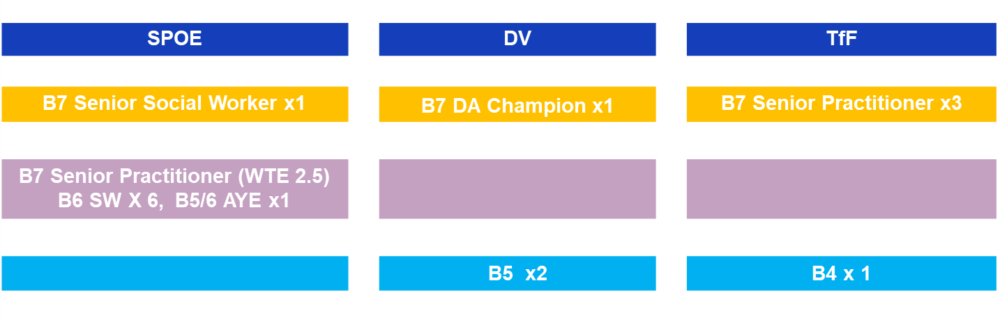 SPOE
DV
TfF
B7 Senior Social Worker x1
B7 DA Champion x1
B7 Senior Practitioner x3
B7 Senior Practitioner (WTE 2.5)
B6 SW X 6,  B5/6 AYE x1
B5  x2
B4 x 1